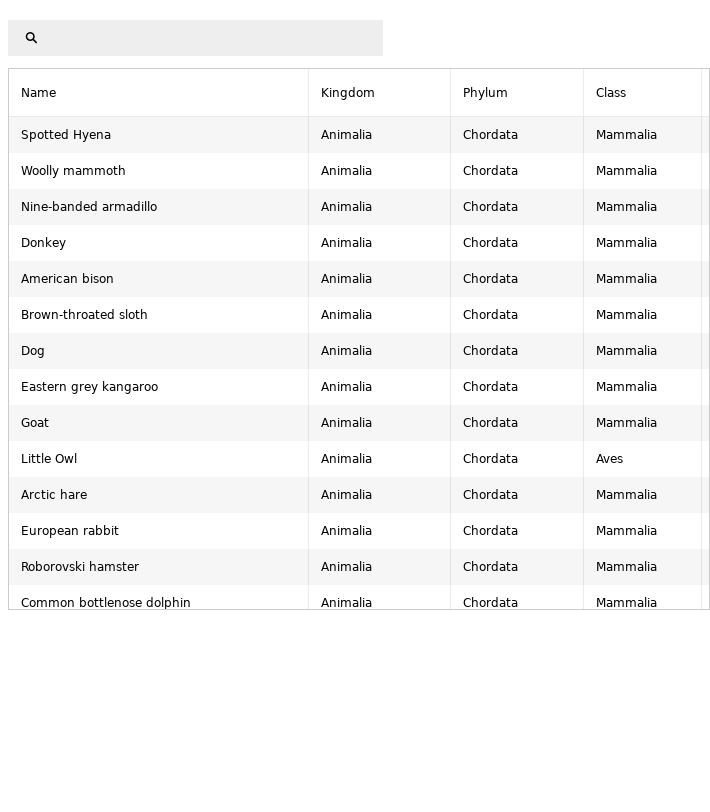 Name Kingdom Phylum Class
Spotted Hyena Animalia Chordata Mammalia
Woolly mammoth Animalia Chordata Mammalia
Nine-banded armadillo Animalia Chordata Mammalia
Donkey Animalia Chordata Mammalia
American bison Animalia Chordata Mammalia
Brown-throated sloth Animalia Chordata Mammalia
Dog Animalia Chordata Mammalia
Eastern grey kangaroo Animalia Chordata Mammalia
Goat Animalia Chordata Mammalia
Little Owl Animalia Chordata Aves
Arctic hare Animalia Chordata Mammalia
European rabbit Animalia Chordata Mammalia
Roborovski hamster Animalia Chordata Mammalia
Common bottlenose dolphin Animalia Chordata Mammalia